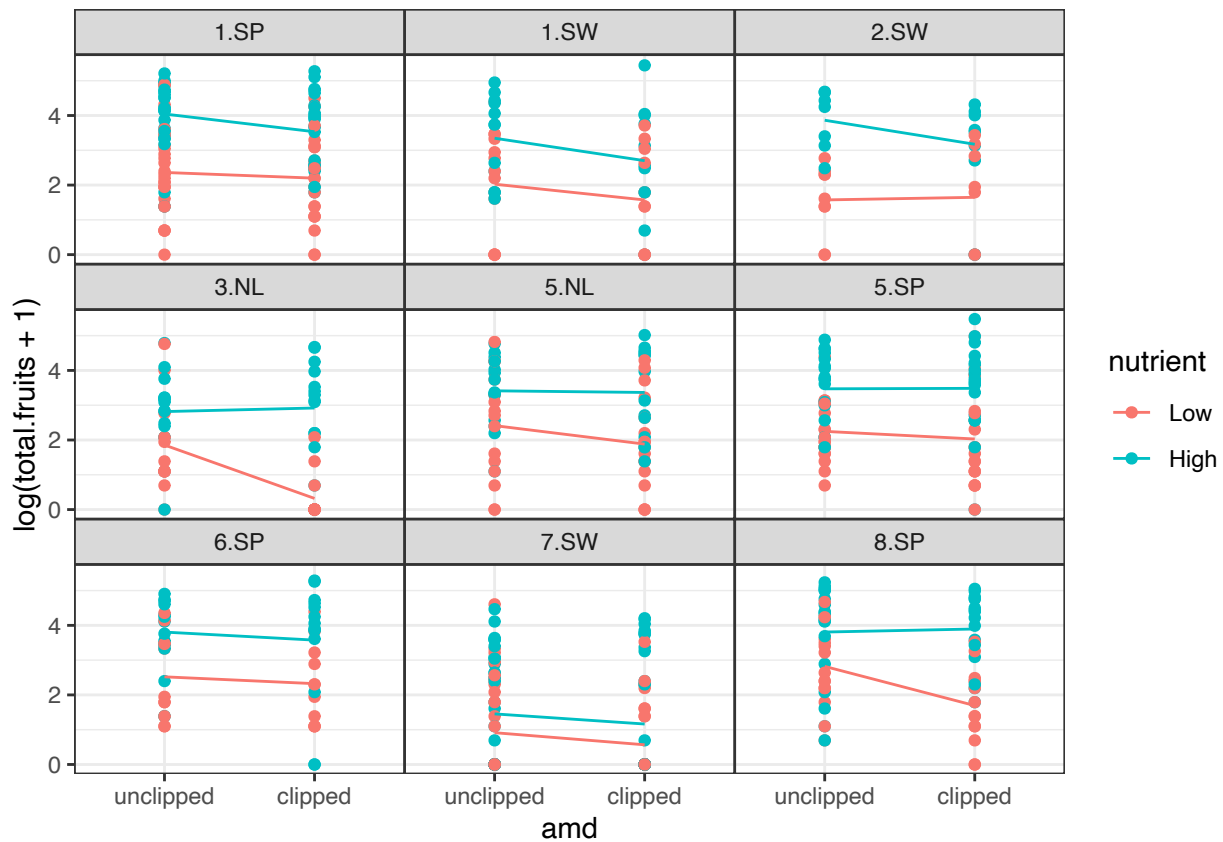 1.SP 1.SW 2.SW
4
2
0
3.NL 5.NL 5.SP
4
2
0
6.SP 7.SW 8.SP
4
2
0
unclipped clipped unclipped clipped unclipped clipped
amd
log(total.fruits + 1)
nutrient
Low
High